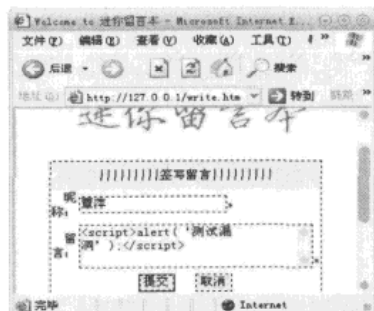 Welcome to 迷你留言本 - Microsoft Internet E...
文件(F) 编辑(E) 查看(V) 收藏(A) 工具(T) »
后退 搜索 »
地址(D) http://127.0.0.1/write.htm 转到 »
迷你留言本
||||||||||签写留言||||||||||
昵称: *
留言: <script>alert('测试漏洞');</script> *
提交 取消
完毕 Internet